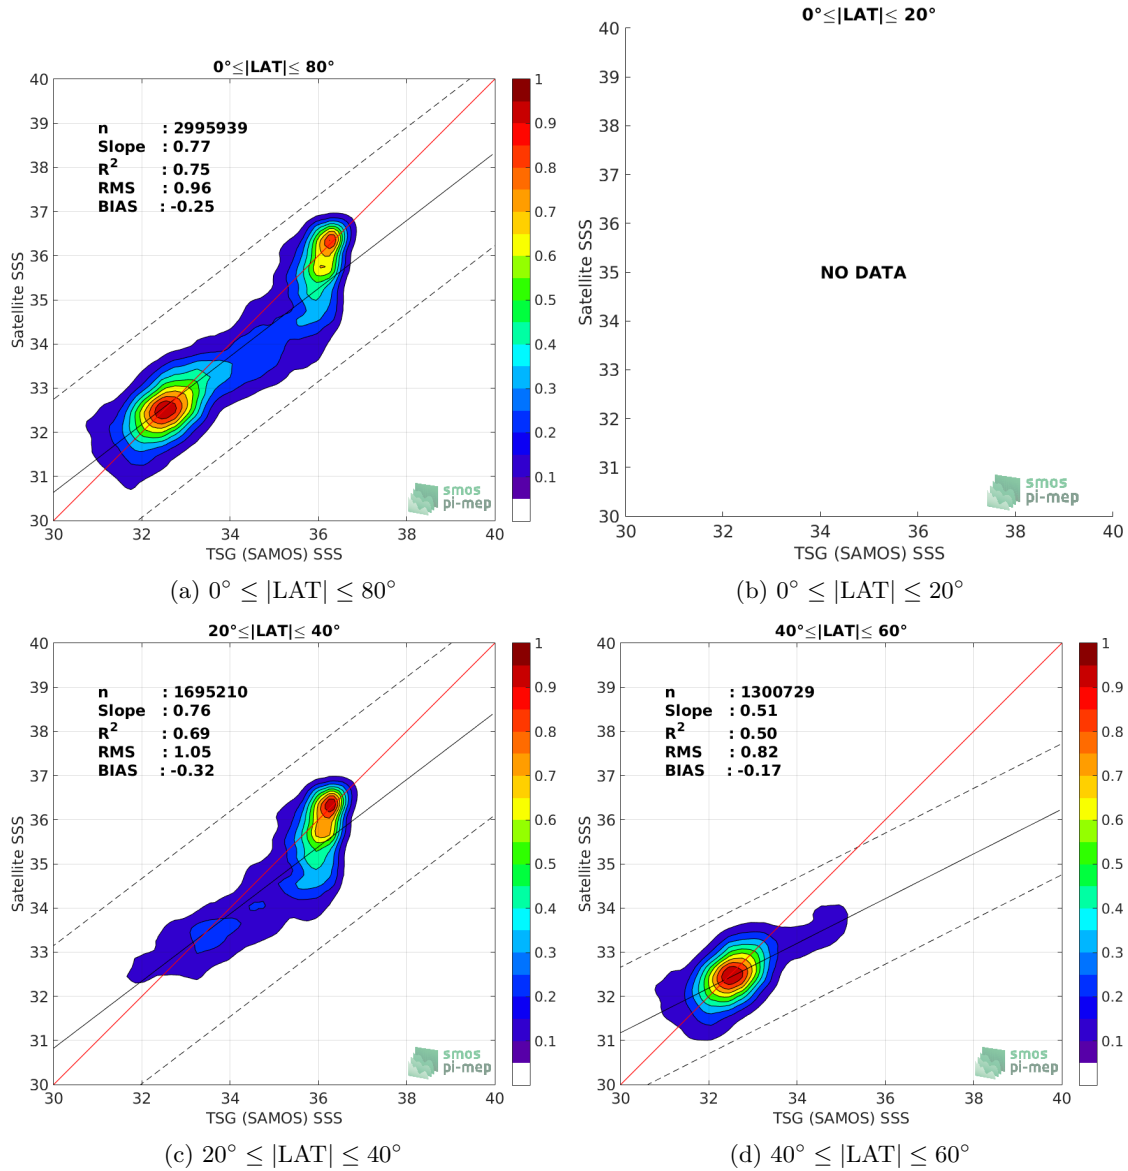 0°≤|LAT|≤ 80°
40
39
38
37
36
35
34
33
32
31
30
30
32
34
36
38
40
Satellite SSS
TSG (SAMOS) SSS
n : 2995939
Slope : 0.77
R² : 0.75
RMS : 0.96
BIAS : -0.25
1
0.9
0.8
0.7
0.6
0.5
0.4
0.3
0.2
0.1
smos
pi-mep
(a) 0° ≤ |LAT| ≤ 80°
0°≤|LAT|≤ 20°
40
39
38
37
36
35
34
33
32
31
30
30
32
34
36
38
40
Satellite SSS
TSG (SAMOS) SSS
NO DATA
smos
pi-mep
(b) 0° ≤ |LAT| ≤ 20°
20°≤|LAT|≤ 40°
40
39
38
37
36
35
34
33
32
31
30
30
32
34
36
38
40
Satellite SSS
TSG (SAMOS) SSS
n : 1695210
Slope : 0.76
R² : 0.69
RMS : 1.05
BIAS : -0.32
1
0.9
0.8
0.7
0.6
0.5
0.4
0.3
0.2
0.1
smos
pi-mep
(c) 20° ≤ |LAT| ≤ 40°
40°≤|LAT|≤ 60°
40
39
38
37
36
35
34
33
32
31
30
30
32
34
36
38
40
Satellite SSS
TSG (SAMOS) SSS
n : 1300729
Slope : 0.51
R² : 0.50
RMS : 0.82
BIAS : -0.17
1
0.9
0.8
0.7
0.6
0.5
0.4
0.3
0.2
0.1
smos
pi-mep
(d) 40° ≤ |LAT| ≤ 60°